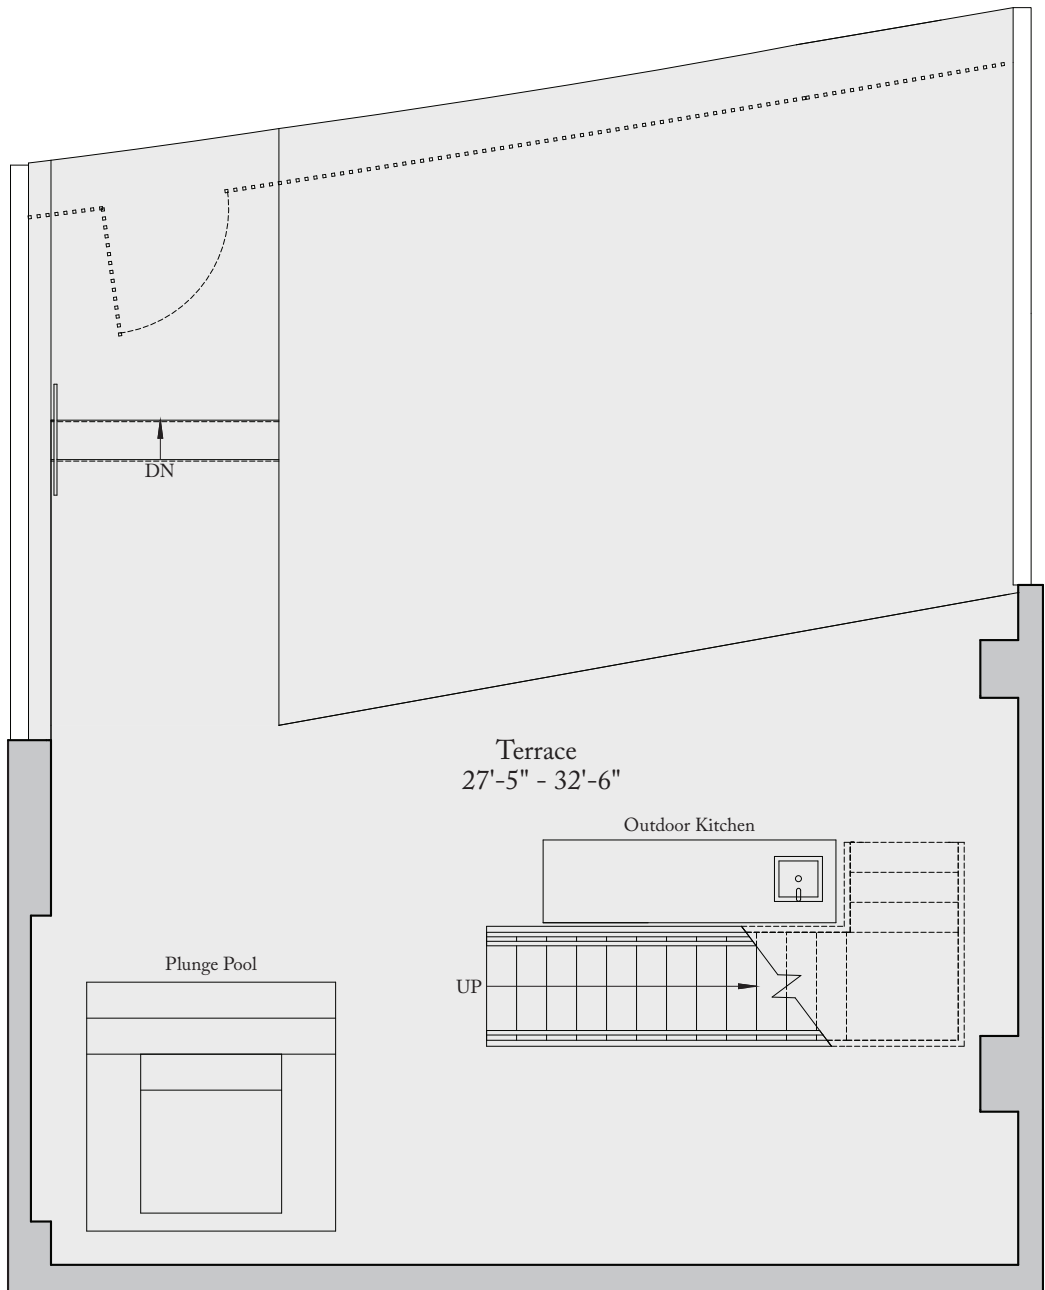 DN
Terrace
27'-5" - 32'-6"
Outdoor Kitchen
Plunge Pool
UP